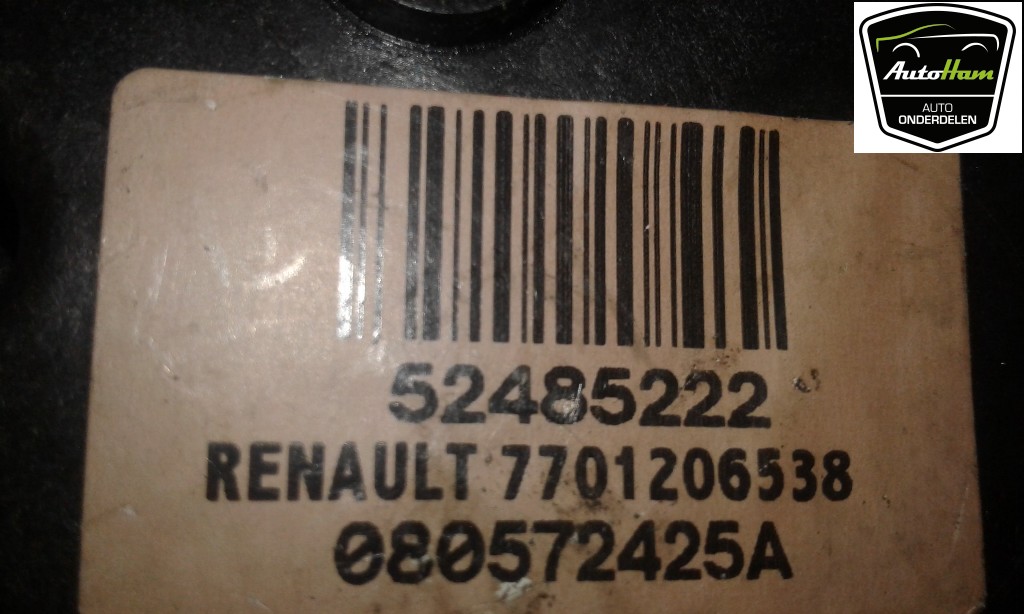 AutoHam
AUTO
ONDERDELEN
52485222
RENAULT 7701206538
080572425A